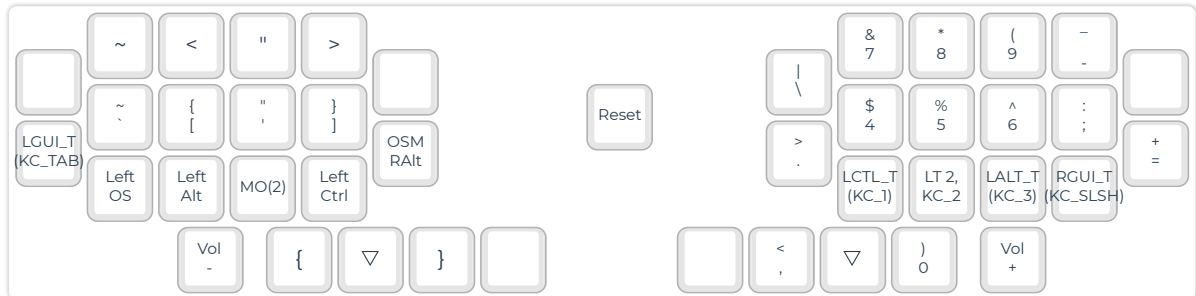 ~ < " >
& * ( _
7 8 9 -
|
\
~ { " }
` [ ' ]
Reset
$ % ^ :
4 5 6 ;
LGUI_T
(KC_TAB)
OSM
RAlt
>
.
+
=
Left
OS
Left
Alt
MO(2)
Left
Ctrl
LCTL_T
(KC_1)
LT 2,
KC_2
LALT_T
(KC_3)
RGUI_T
(KC_SLSH)
Vol
-
{ ▽ }
<
,
▽
)
0
Vol
+